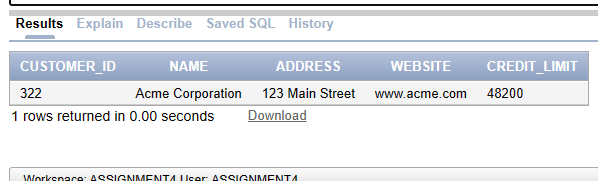 Results Explain Describe Saved SQL History
CUSTOMER_ID NAME ADDRESS WEBSITE CREDIT_LIMIT
322 Acme Corporation 123 Main Street www.acme.com 48200
1 rows returned in 0.00 seconds Download
Workspace: ASSIGNMENT4 User: ASSIGNMENT4